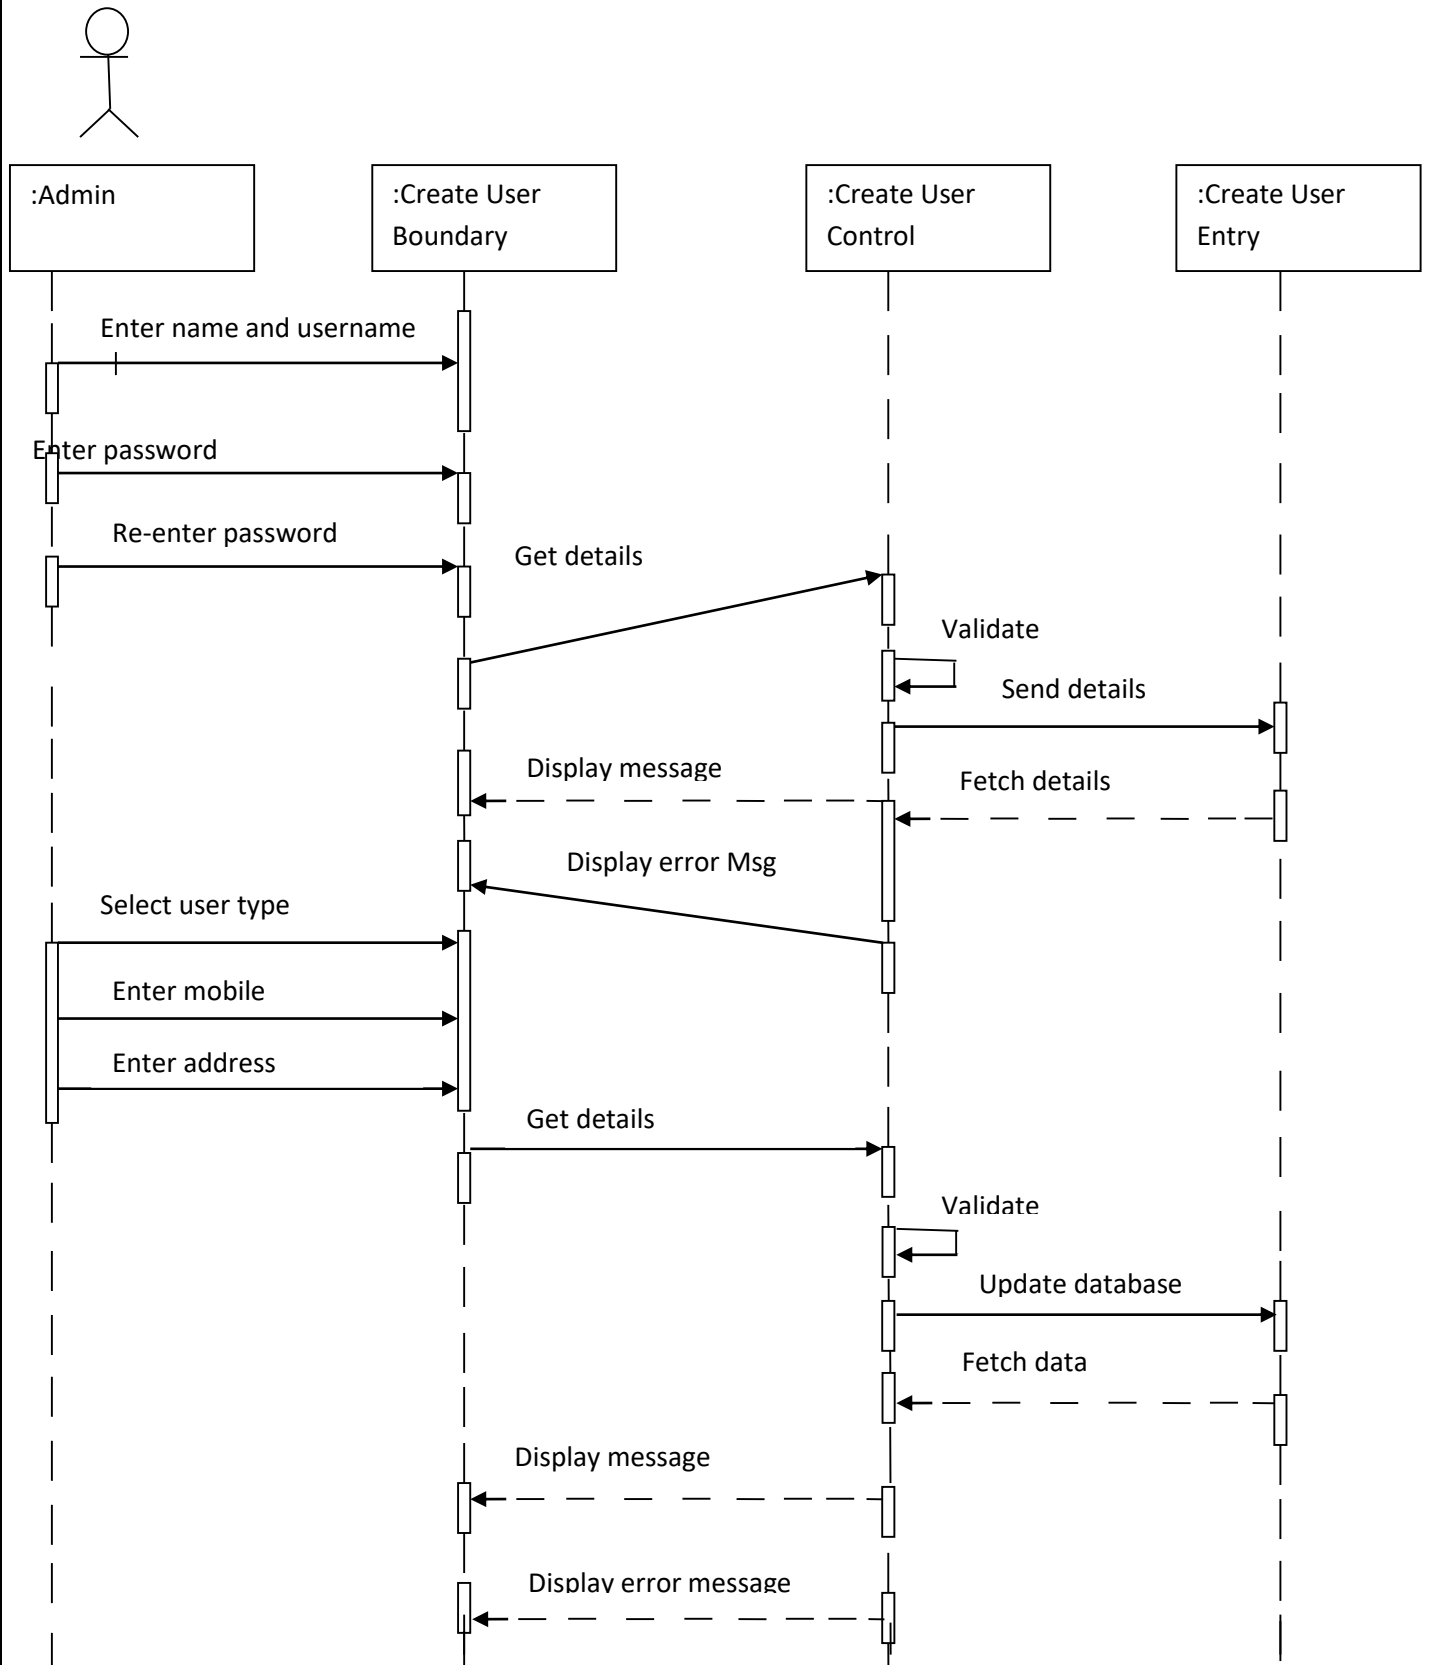 :Admin
:Create User
Boundary
:Create User
Control
:Create User
Entry
Enter name and username
Enter password
Re-enter password
Get details
Validate
Send details
Display message
Fetch details
Display error Msg
Select user type
Enter mobile
Enter address
Get details
Validate
Update database
Fetch data
Display message
Display error message